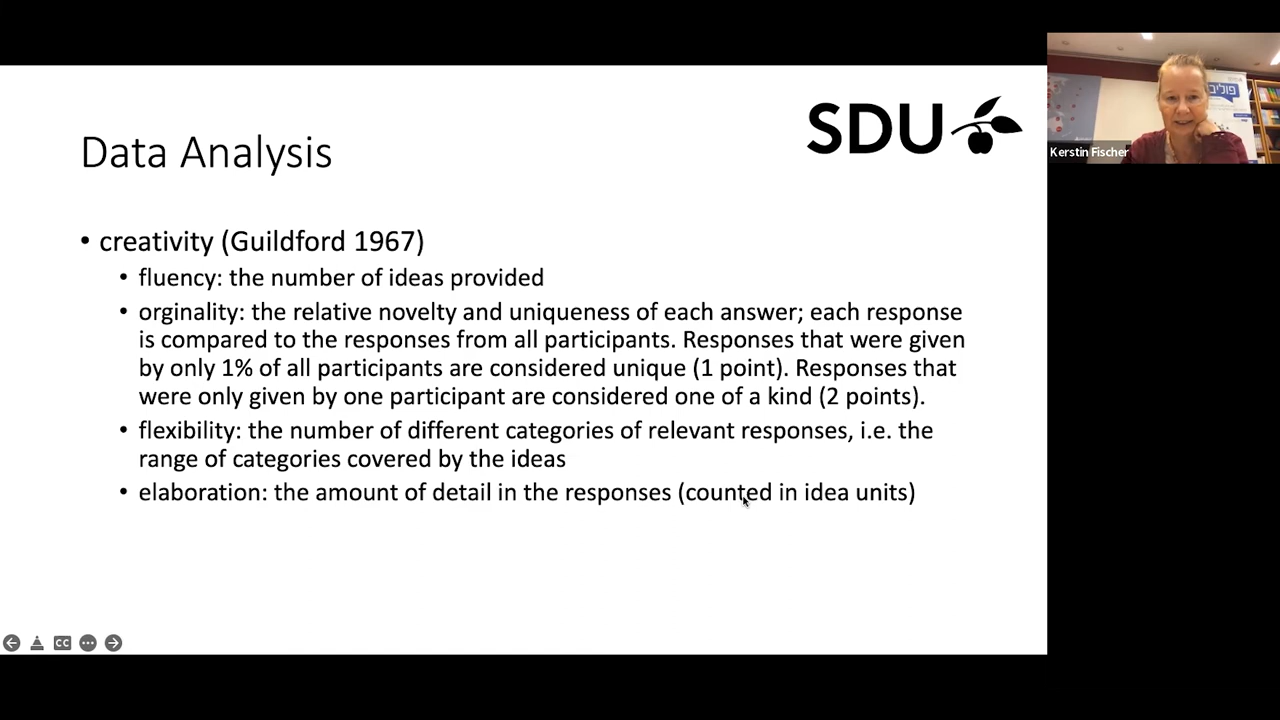 Data Analysis
SDU
• creativity (Guildford 1967)
• fluency: the number of ideas provided
• orginality: the relative novelty and uniqueness of each answer; each response
is compared to the responses from all participants. Responses that were given
by only 1% of all participants are considered unique (1 point). Responses that
were only given by one participant are considered one of a kind (2 points).
• flexibility: the number of different categories of relevant responses, i.e. the
range of categories covered by the ideas
• elaboration: the amount of detail in the responses (counted in idea units)
CC
Kerstin Fischer